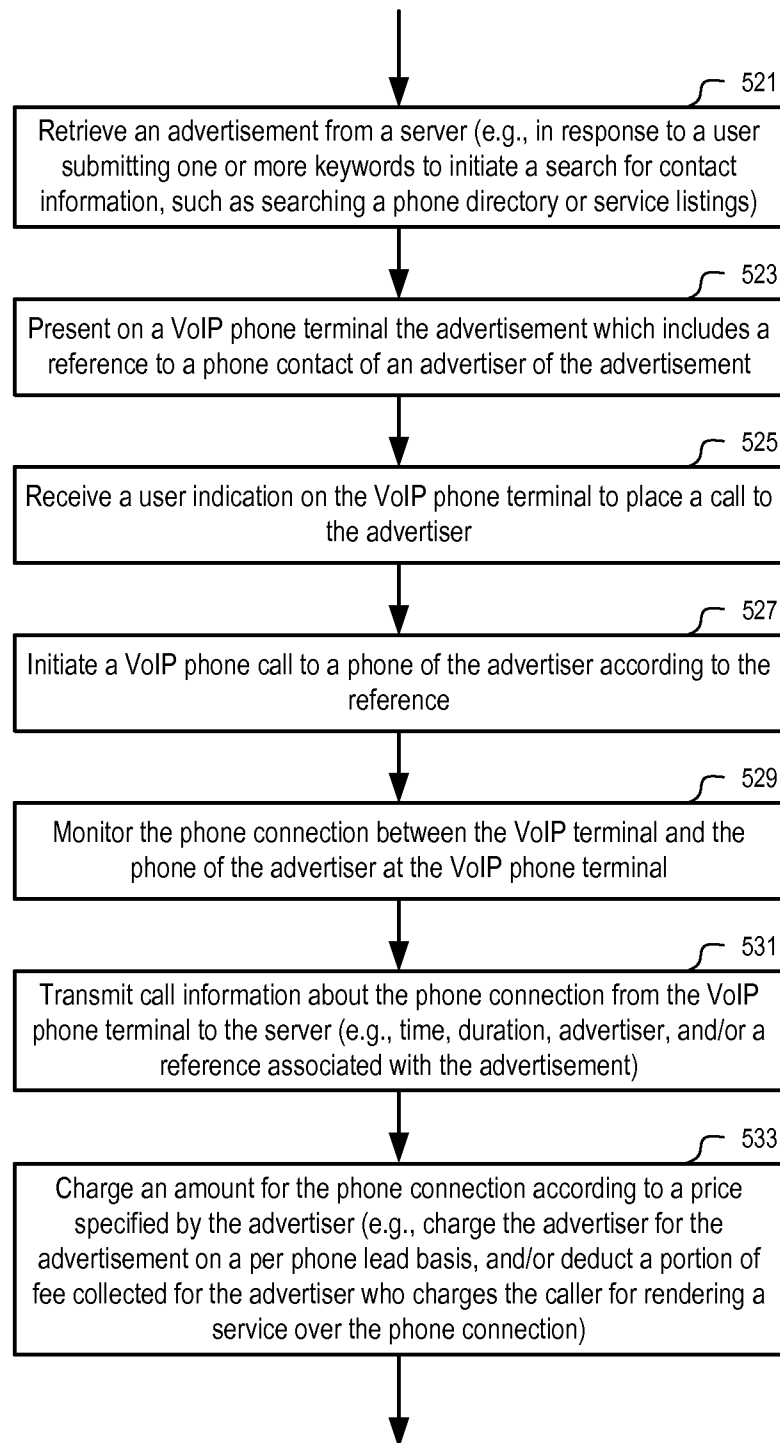 521
Retrieve an advertisement from a server (e.g., in response to a user
submitting one or more keywords to initiate a search for contact
information, such as searching a phone directory or service listings)
523
Present on a VoIP phone terminal the advertisement which includes a
reference to a phone contact of an advertiser of the advertisement
525
Receive a user indication on the VoIP phone terminal to place a call to
the advertiser
527
Initiate a VoIP phone call to a phone of the advertiser according to the
reference
529
Monitor the phone connection between the VoIP terminal and the
phone of the advertiser at the VoIP phone terminal
531
Transmit call information about the phone connection from the VoIP
phone terminal to the server (e.g., time, duration, advertiser, and/or a
reference associated with the advertisement)
533
Charge an amount for the phone connection according to a price
specified by the advertiser (e.g., charge the advertiser for the
advertisement on a per phone lead basis, and/or deduct a portion of
fee collected for the advertiser who charges the caller for rendering a
service over the phone connection)